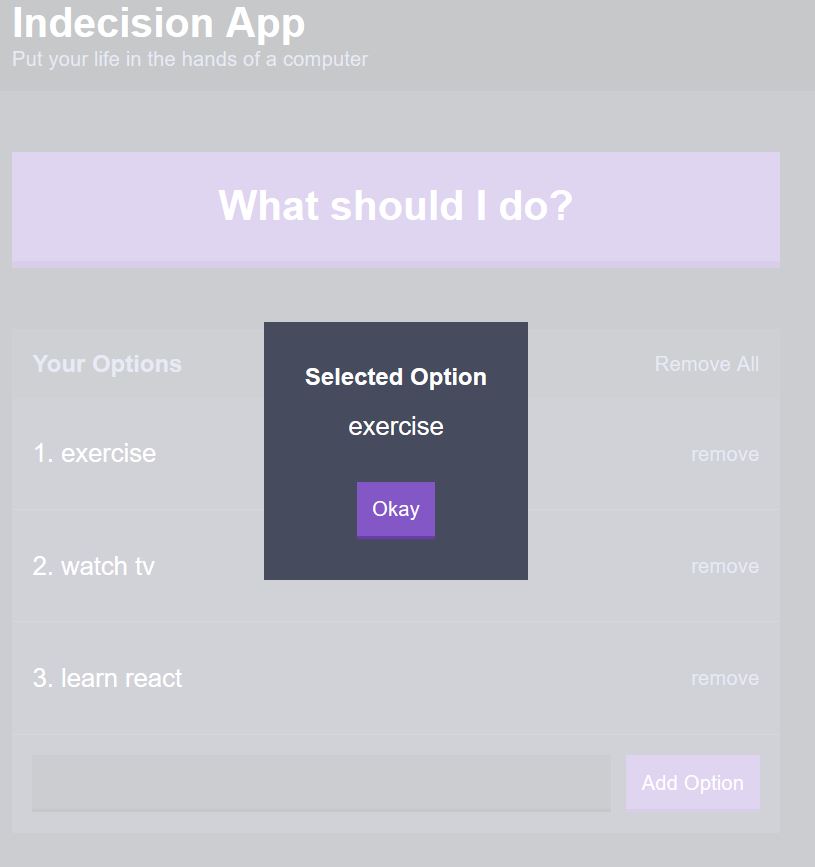 Indecision App
Put your life in the hands of a computer
What should I do?
Your Options
Remove All
Selected Option
exercise
Okay
1. exercise
remove
2. watch tv
remove
3. learn react
remove
Add Option